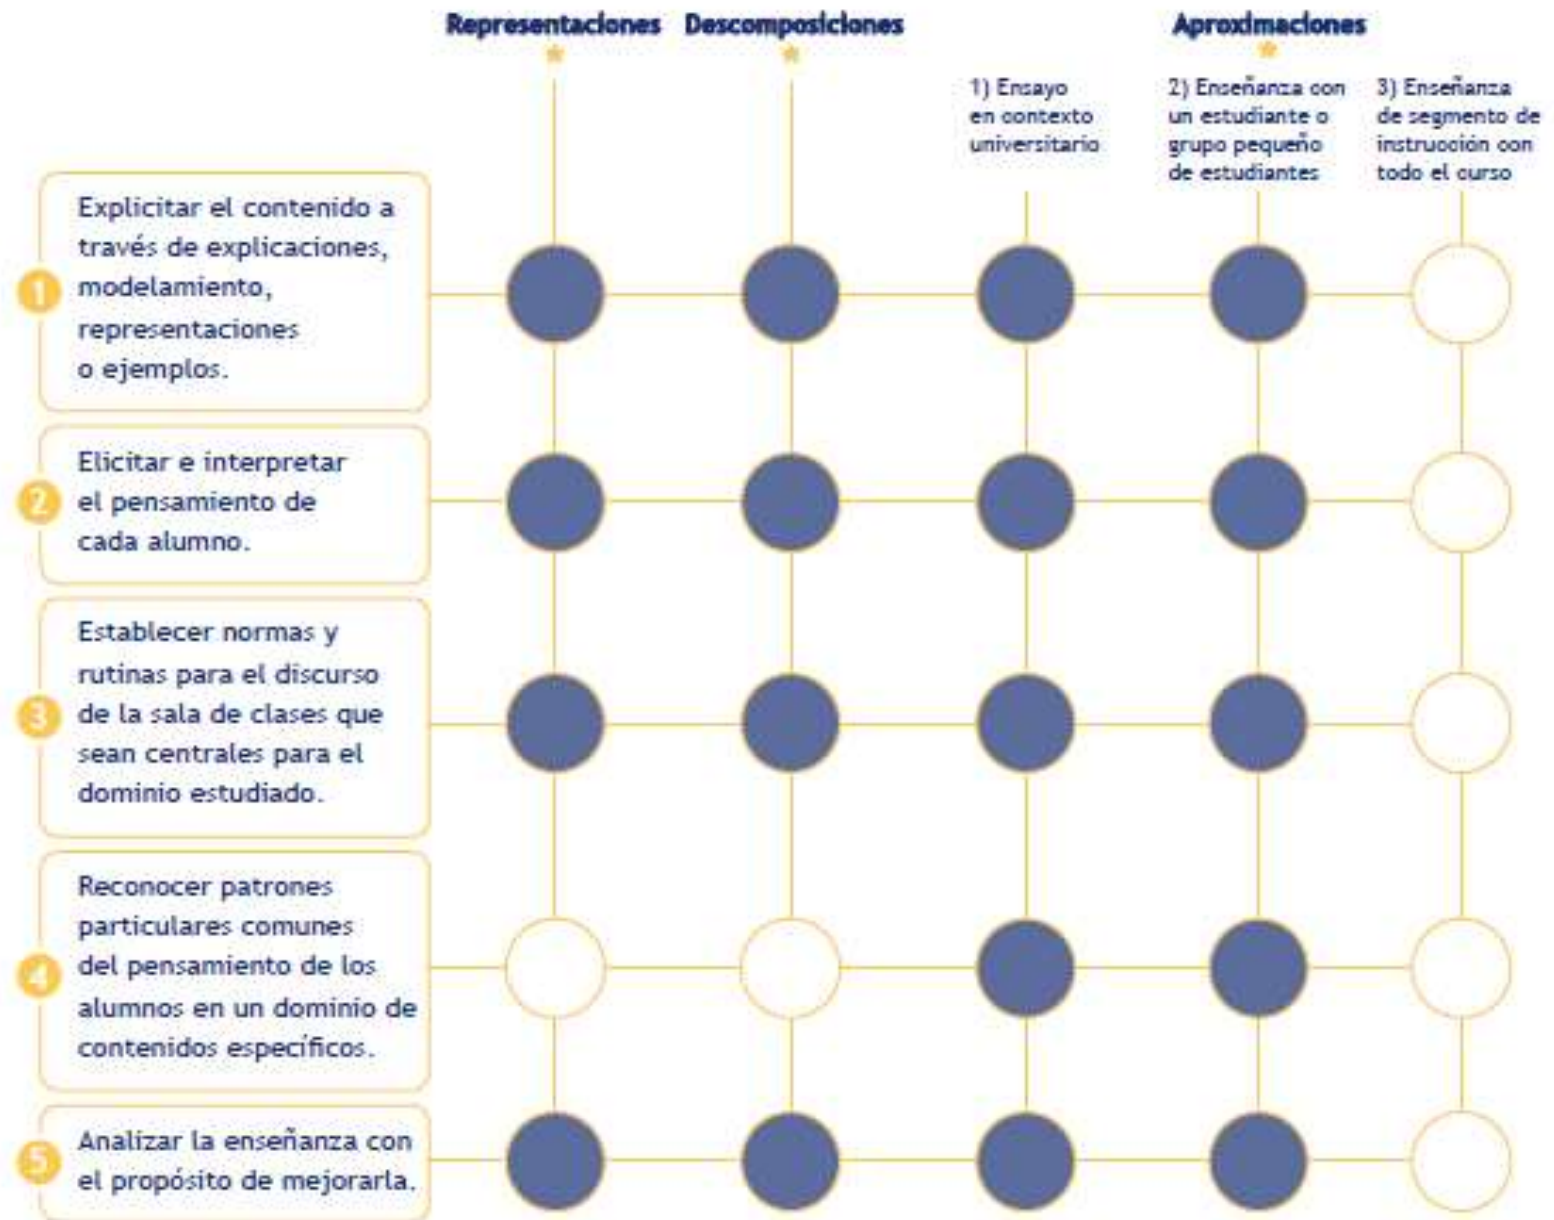 Representaciones Descomposiciones Aproximaciones
1) Ensayo
en contexto
universitario
2) Enseñanza con
un estudiante o
grupo pequeño
de estudiantes
3) Enseñanza
de segmento de
instrucción con
todo el curso
1
Explicitar el contenido a
través de explicaciones,
modelamiento,
representaciones
o ejemplos.
2
Elicitar e interpretar
el pensamiento de
cada alumno.
3
Establecer normas y
rutinas para el discurso
de la sala de clases que
sean centrales para el
dominio estudiado.
4
Reconocer patrones
particulares comunes
del pensamiento de los
alumnos en un dominio de
contenidos específicos.
5
Analizar la enseñanza con
el propósito de mejorarla.